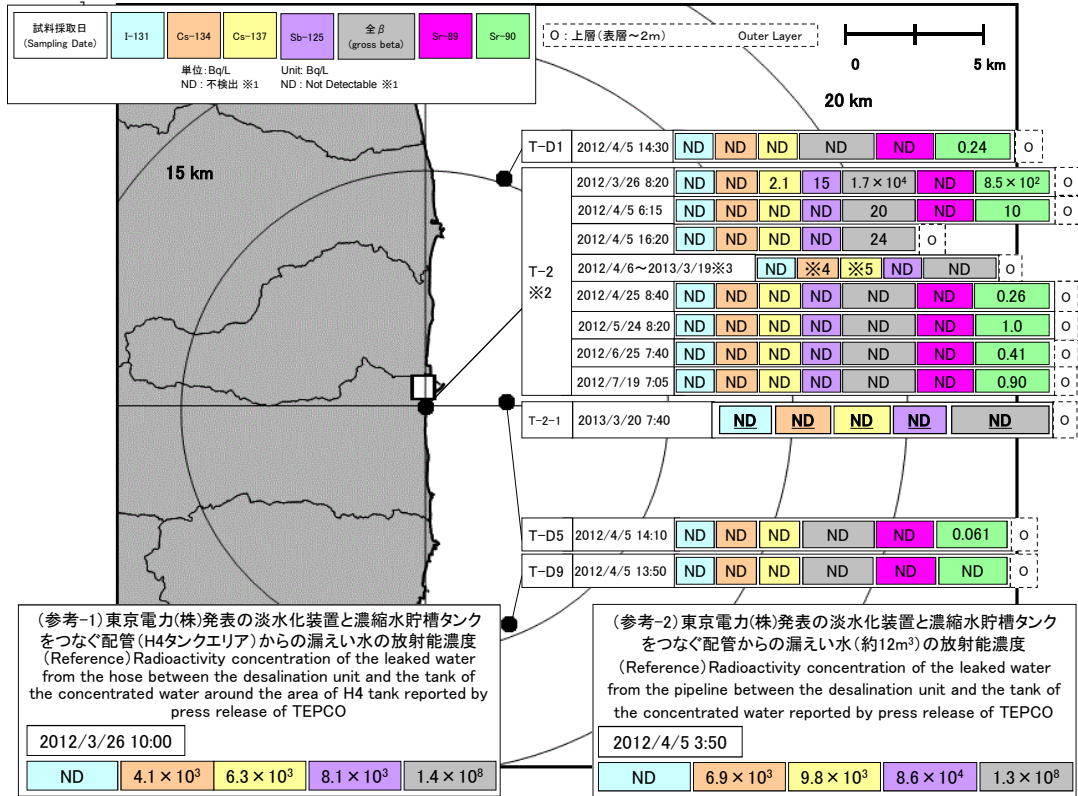 試料採取日
(Sampling Date)
I-131
Cs-134
Cs-137
Sb-125
全β
(gross beta)
Sr-89
Sr-90
単位:Bq/L
Unit: Bq/L
ND : 不検出 ※1
ND : Not Detectable ※1
O : 上層(表層～2m)
Outer Layer
0
5 km
20 km
15 km
T-D1 2012/4/5 14:30 ND ND ND ND ND 0.24 O
T-2
※2
2012/3/26 8:20 ND ND 2.1 15 1.7×10⁴ ND 8.5×10² O
2012/4/5 6:15 ND ND ND ND 20 ND 10 O
2012/4/5 16:20 ND ND ND ND 24 O
2012/4/6～2013/3/19※3 ND ※4 ※5 ND ND O
2012/4/25 8:40 ND ND ND ND ND ND 0.26 O
2012/5/24 8:20 ND ND ND ND ND ND 1.0 O
2012/6/25 7:40 ND ND ND ND ND ND 0.41 O
2012/7/19 7:05 ND ND ND ND ND ND 0.90 O
T-2-1 2013/3/20 7:40 ND ND ND ND ND O
T-D5 2012/4/5 14:10 ND ND ND ND ND 0.061 O
T-D9 2012/4/5 13:50 ND ND ND ND ND ND O
(参考-1)東京電力(株)発表の淡水化装置と濃縮水貯槽タンク
をつなぐ配管(H4タンクエリア)からの漏えい水の放射能濃度
(Reference)Radioactivity concentration of the leaked water
from the hose between the desalination unit and the tank of
the concentrated water around the area of H4 tank reported by
press release of TEPCO
2012/3/26 10:00
ND 4.1×10³ 6.3×10³ 8.1×10³ 1.4×10⁸
(参考-2)東京電力(株)発表の淡水化装置と濃縮水貯槽タンク
をつなぐ配管からの漏えい水(約12m³)の放射能濃度
(Reference)Radioactivity concentration of the leaked water
from the pipeline between the desalination unit and the tank of
the concentrated water reported by press release of TEPCO
2012/4/5 3:50
ND 6.9×10³ 9.8×10³ 8.6×10⁴ 1.3×10⁸